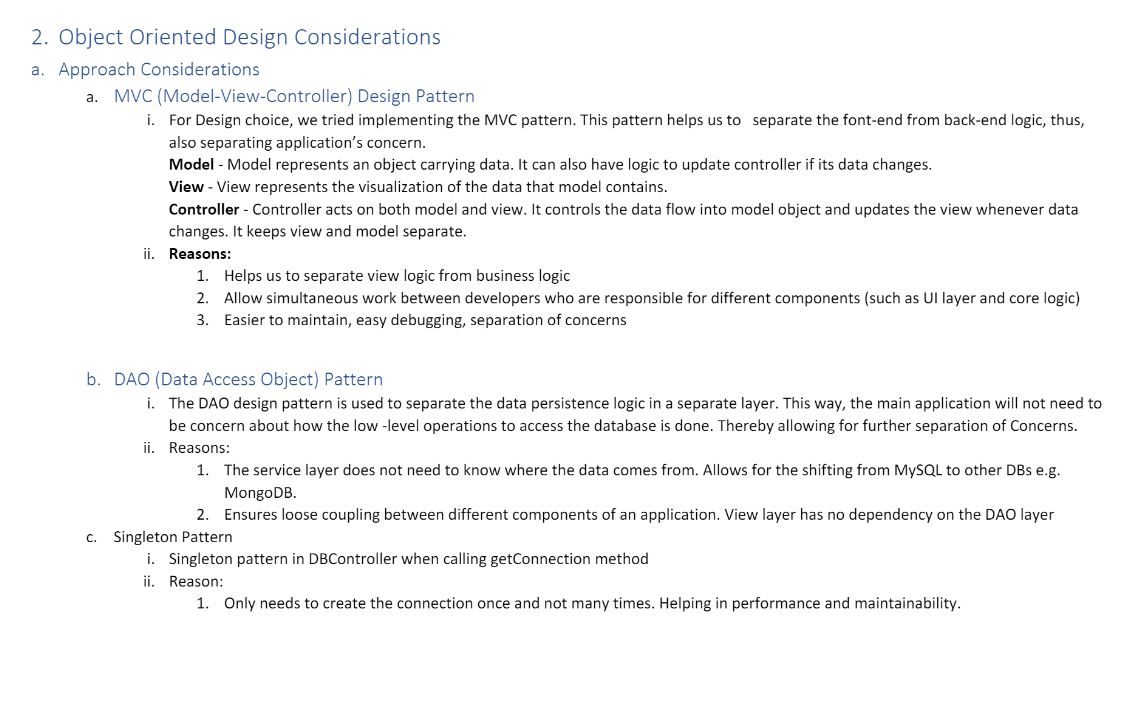 2. Object Oriented Design Considerations
a. Approach Considerations
a. MVC (Model-View-Controller) Design Pattern
i. For Design choice, we tried implementing the MVC pattern. This pattern helps us to separate the font-end from back-end logic, thus,
also separating application's concern.
Model - Model represents an object carrying data. It can also have logic to update controller if its data changes.
View - View represents the visualization of the data that model contains.
Controller - Controller acts on both model and view. It controls the data flow into model object and updates the view whenever data
changes. It keeps view and model separate.
ii. Reasons:
1. Helps us to separate view logic from business logic
2. Allow simultaneous work between developers who are responsible for different components (such as UI layer and core logic)
3. Easier to maintain, easy debugging, separation of concerns
b. DAO (Data Access Object) Pattern
i. The DAO design pattern is used to separate the data persistence logic in a separate layer. This way, the main application will not need to
be concern about how the low -level operations to access the database is done. Thereby allowing for further separation of Concerns.
ii. Reasons:
1. The service layer does not need to know where the data comes from. Allows for the shifting from MySQL to other DBs e.g.
MongoDB.
2. Ensures loose coupling between different components of an application. View layer has no dependency on the DAO layer
c. Singleton Pattern
i. Singleton pattern in DBController when calling getConnection method
ii. Reason:
1. Only needs to create the connection once and not many times. Helping in performance and maintainability.